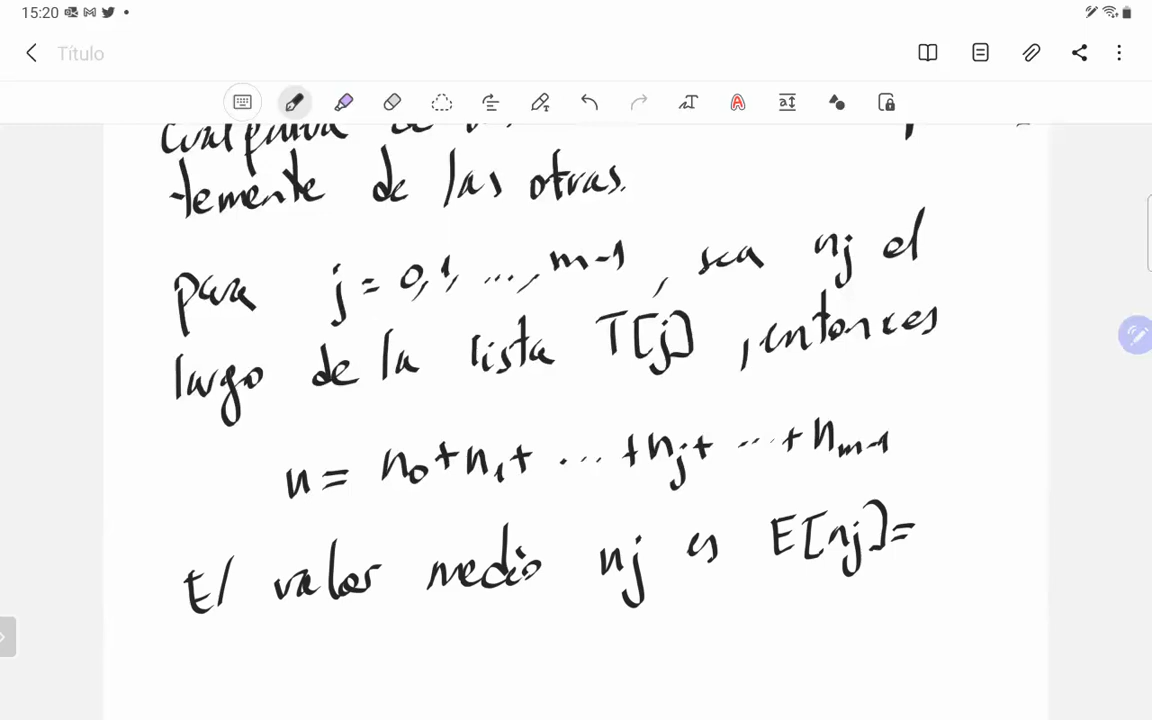 15:20
Título
temente de las otras.
para j = 0, 1, ..., m-1, sea nj el
largo de la lista T[j], entonces
n = n0 + n1 + ... + nj + ... + nm-1
El valor medio nj es E[nj] =